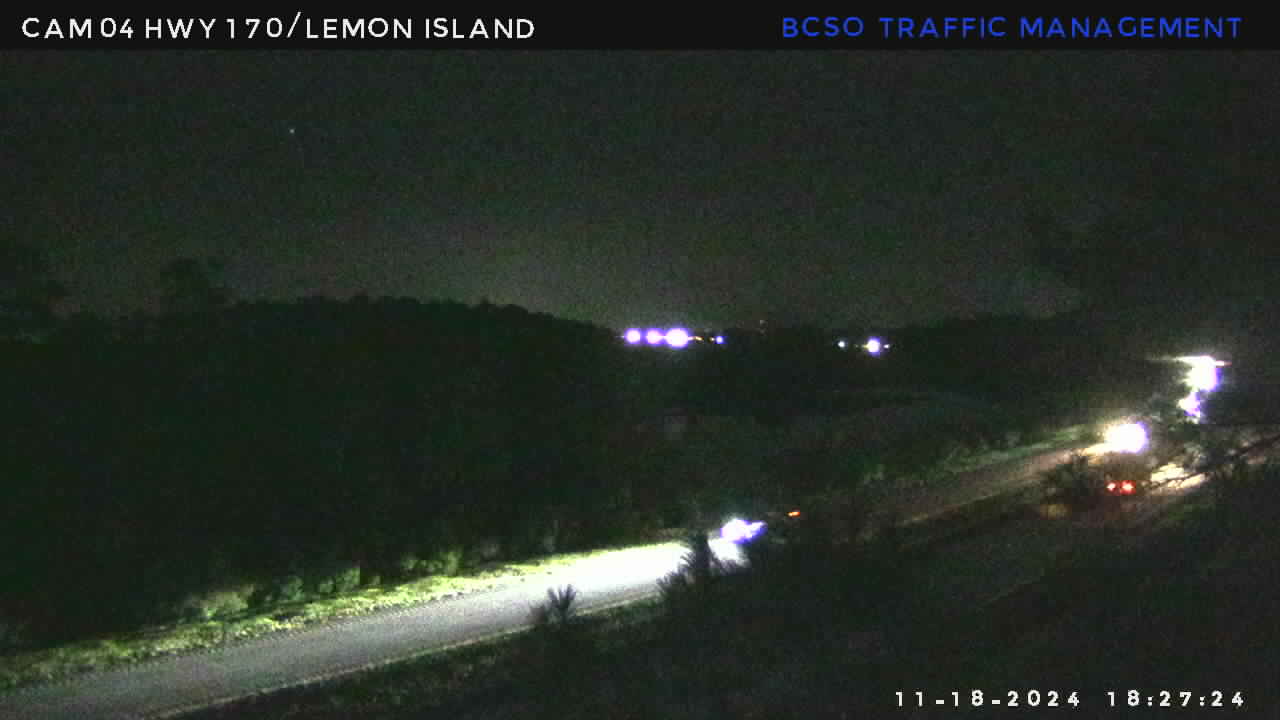 CAM04 HWY 170/LEMON ISLAND
BCSO TRAFFIC MANAGEMENT
11-18-2024 18:27:24